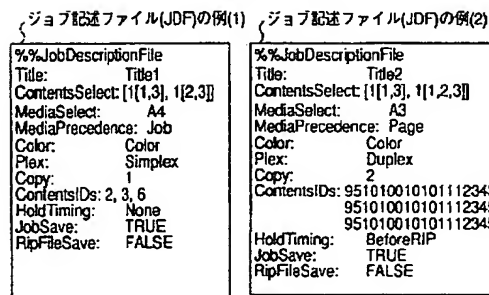 ジョブ記述ファイル(JDF)の例(1)
%%JobDescriptionFile
Title: Title1
ContentsSelect: [1[1,3], 1[2,3]]
MediaSelect: A4
MediaPrecedence: Job
Color: Color
Plex: Simplex
Copy: 1
ContentsIDs: 2, 3, 6
HoldTiming: None
JobSave: TRUE
RipFileSave: FALSE
ジョブ記述ファイル(JDF)の例(2)
%%JobDescriptionFile
Title: Title2
ContentsSelect: {1[1,3], 1[1,2,3]}
MediaSelect: A3
MediaPrecedence: Page
Color: Color
Plex: Duplex
Copy: 2
ContentsIDs: 951010010101112345
951010010101112345
951010010101112345
HoldTiming: BeforeRIP
JobSave: TRUE
RipFileSave: FALSE